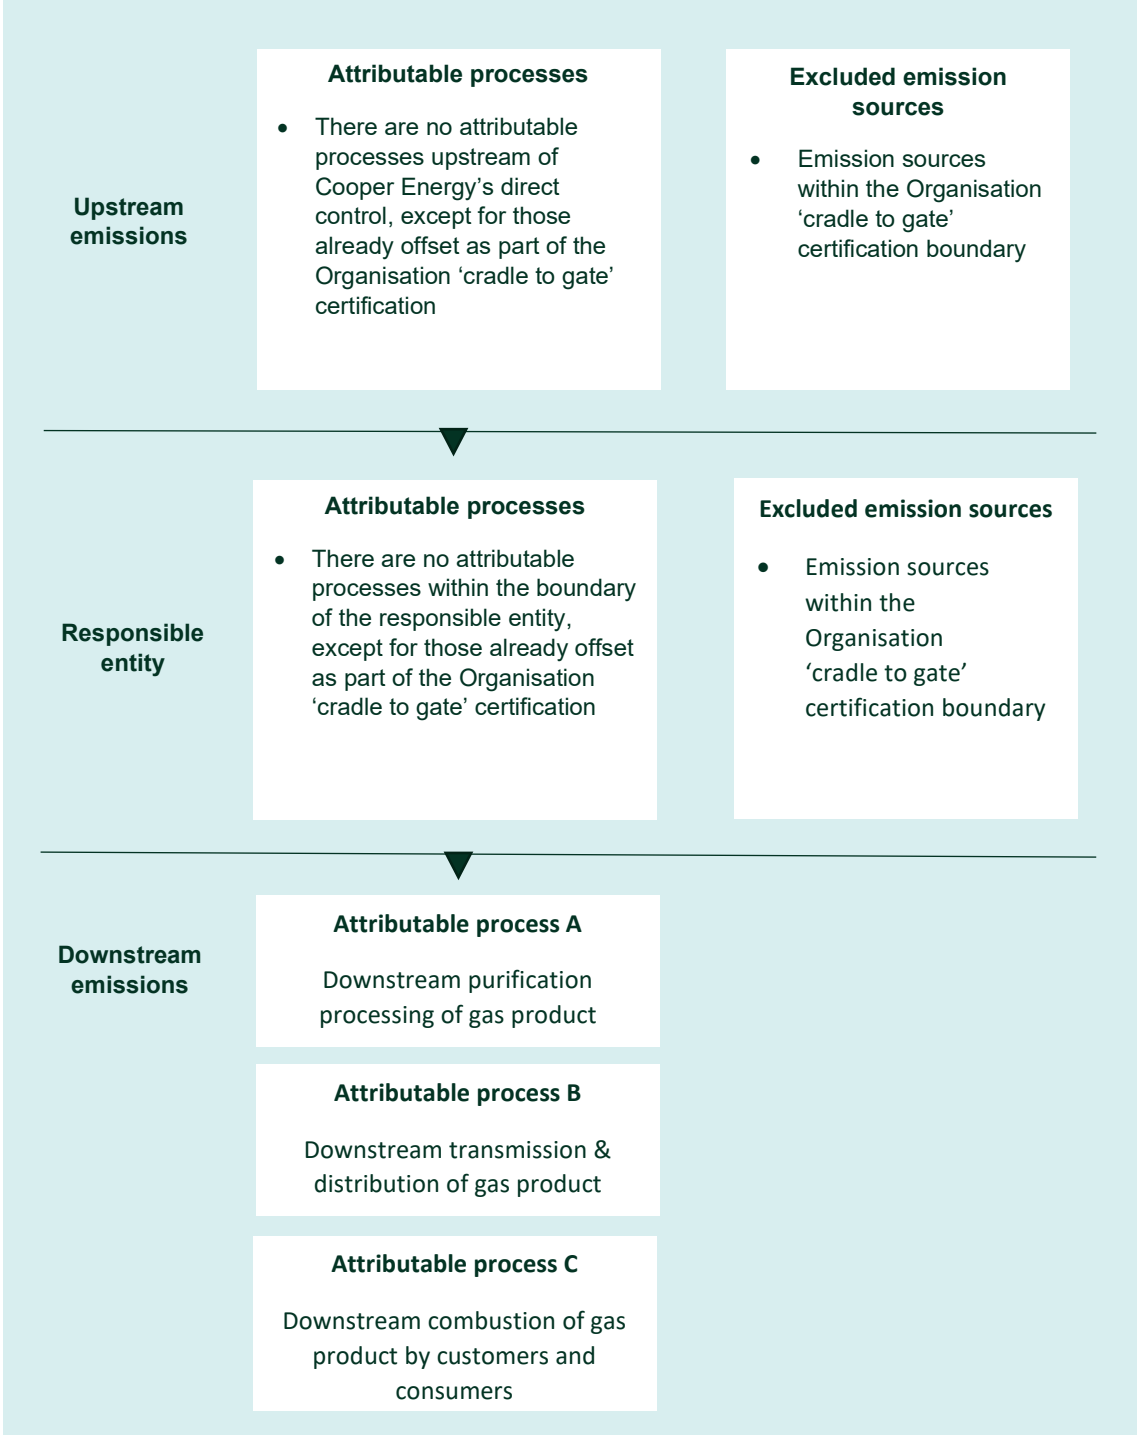 Upstream
emissions
Attributable processes
• There are no attributable
processes upstream of
Cooper Energy’s direct
control, except for those
already offset as part of the
Organisation ‘cradle to gate’
certification
Excluded emission
sources
• Emission sources
within the Organisation
‘cradle to gate’
certification boundary
Responsible
entity
Attributable processes
• There are no attributable
processes within the boundary
of the responsible entity,
except for those already offset
as part of the Organisation
‘cradle to gate’ certification
Excluded emission sources
• Emission sources
within the
Organisation
‘cradle to gate’
certification boundary
Downstream
emissions
Attributable process A
Downstream purification
processing of gas product
Attributable process B
Downstream transmission &
distribution of gas product
Attributable process C
Downstream combustion of gas
product by customers and
consumers